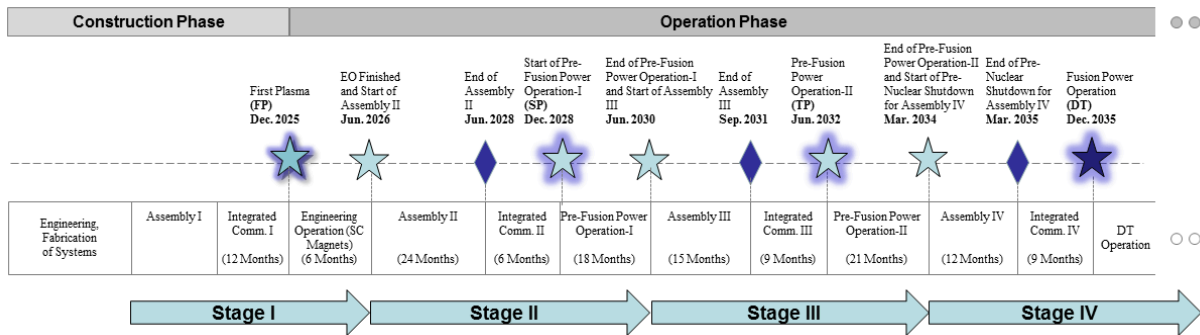 Construction Phase
Operation Phase
First Plasma
(FP)
Dec. 2025
EO Finished
and Start of
Assembly II
Jun. 2026
End of
Assembly
II
Jun. 2028
Start of Pre-
Fusion Power
Operation-I
(SP)
Dec. 2028
End of Pre-Fusion
Power Operation-I
and Start of Assembly
III
Jun. 2030
End of
Assembly
III
Sep. 2031
Pre-Fusion
Power
Operation-II
(TP)
Jun. 2032
End of Pre-Fusion
Power Operation-II
and Start of Pre-
Nuclear Shutdown
for Assembly IV
Mar. 2034
End of Pre-
Nuclear
Shutdown for
Assembly IV
Mar. 2035
Fusion Power
Operation
(DT)
Dec. 2035
Engineering,
Fabrication
of Systems
Assembly I
Integrated
Comm. I
(12 Months)
Engineering
Operation (SC
Magnets)
(6 Months)
Assembly II
(24 Months)
Integrated
Comm. II
(6 Months)
Pre-Fusion Power
Operation-I
(18 Months)
Assembly III
(15 Months)
Integrated
Comm. III
(9 Months)
Pre-Fusion Power
Operation-II
(21 Months)
Assembly IV
(12 Months)
Integrated
Comm. IV
(9 Months)
DT
Operation
Stage I
Stage II
Stage III
Stage IV